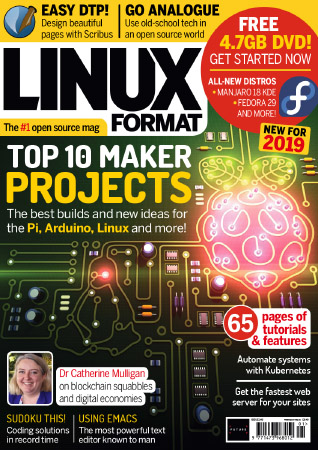 EASY DTP!
Design beautiful
pages with Scribus
GO ANALOGUE
Use old-school tech in
an open source world
FREE
4.7GB DVD!
GET STARTED NOW
ALL-NEW DISTROS
• MANJARO 18 KDE
• FEDORA 29
AND MORE!
NEW FOR
2019
LINUX
FORMAT
The #1 open source mag
TOP 10 MAKER
PROJECTS
The best builds and new ideas for
the Pi, Arduino, Linux and more!
65 pages of
tutorials
& features
Automate systems
with Kubernetes
Get the fastest web
server for your sites
Dr Catherine Mulligan
on blockchain squabbles
and digital economies
SUDOKU THIS!
Coding solutions
in record time
USING EMACS
The most powerful text
editor known to man
FUTURE
01
9 771473 968012